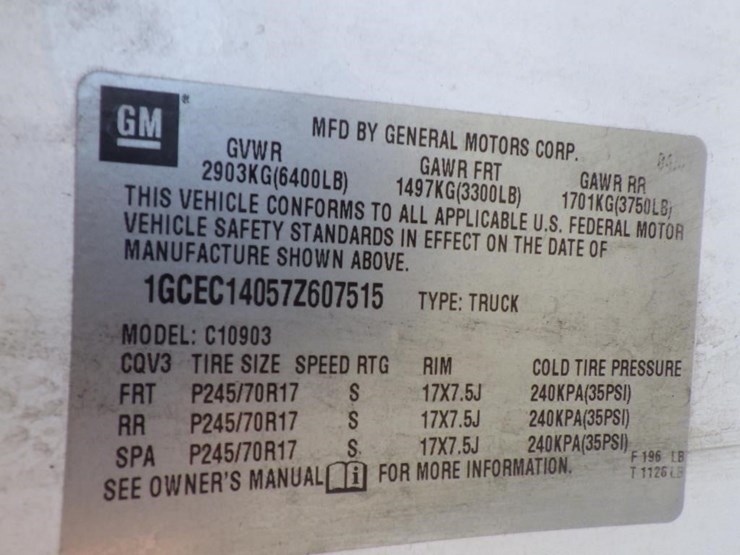 GM
MFD BY GENERAL MOTORS CORP.
GVWR GAWR FRT GAWR RR
2903KG(6400LB) 1497KG(3300LB) 1701KG(3750LB)
THIS VEHICLE CONFORMS TO ALL APPLICABLE U.S. FEDERAL MOTOR
VEHICLE SAFETY STANDARDS IN EFFECT ON THE DATE OF
MANUFACTURE SHOWN ABOVE.
1GCEC14057Z607515 TYPE: TRUCK
MODEL: C10903
CQV3 TIRE SIZE SPEED RTG RIM COLD TIRE PRESSURE
FRT P245/70R17 S 17X7.5J 240KPA(35PSI)
RR P245/70R17 S 17X7.5J 240KPA(35PSI)
SPA P245/70R17 S 17X7.5J 240KPA(35PSI)
F 196 LB
SEE OWNER'S MANUAL i FOR MORE INFORMATION.
T 1126 LB